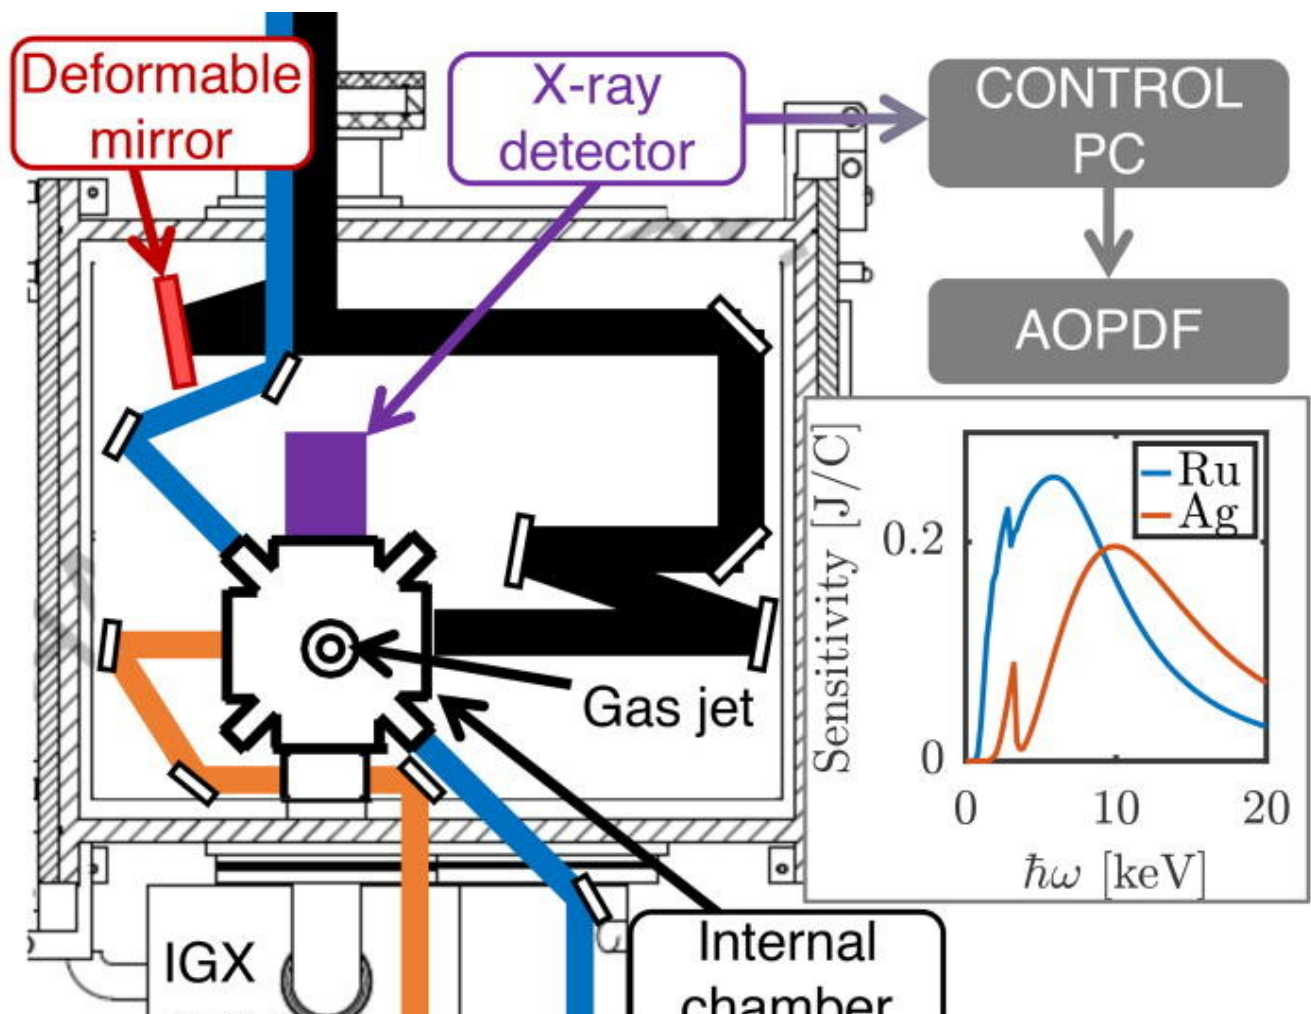 Deformable
mirror
X-ray
detector
CONTROL
PC
AOPDF
Sensitivity [J/C]
Ru
Ag
0.2
0
0
10
20
ħω [keV]
Gas jet
IGX
Internal
chamber